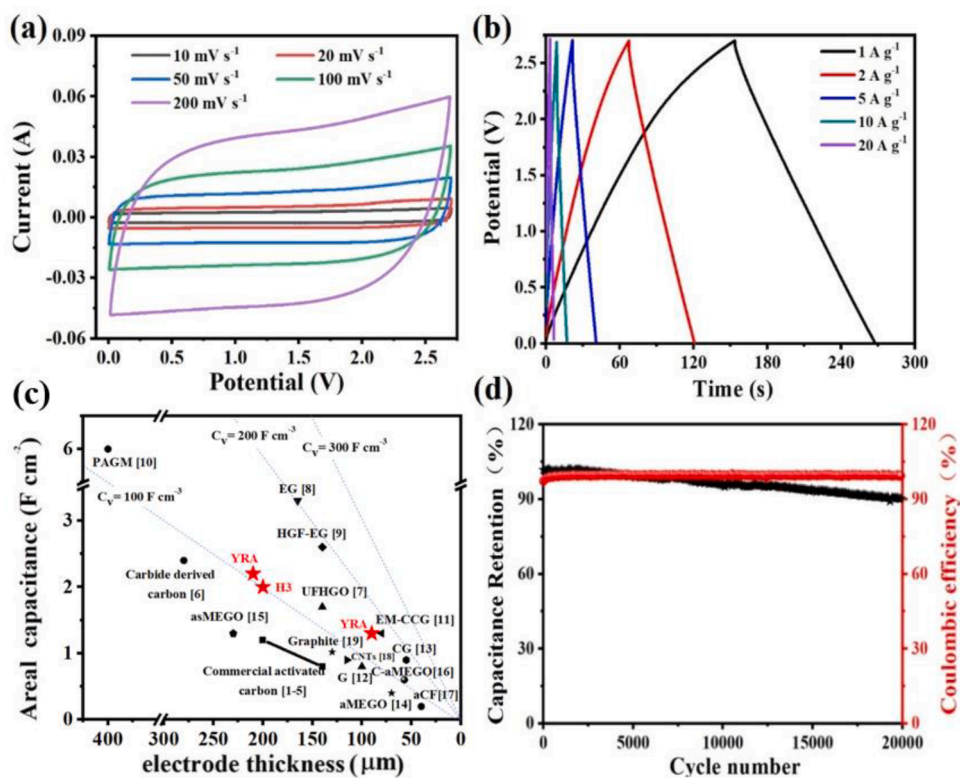 (a)
0.09
0.06
0.03
0.00
-0.03
-0.06
Current (A)
10 mV s⁻¹ 20 mV s⁻¹
50 mV s⁻¹ 100 mV s⁻¹
200 mV s⁻¹
0.0 0.5 1.0 1.5 2.0 2.5
Potential (V)
(b)
2.5
2.0
1.5
1.0
0.5
0.0
Potential (V)
1 A g⁻¹
2 A g⁻¹
5 A g⁻¹
10 A g⁻¹
20 A g⁻¹
0 60 120 180 240 300
Time (s)
(c)
6
3
2
1
0
Areal capacitance (F cm⁻²)
Cᵥ= 200 F cm⁻³
Cᵥ= 300 F cm⁻³
PAGM [10]
Cᵥ= 100 F cm⁻³
EG [8]
HGF-EG [9]
YRA
H3
Carbide derived
carbon [6]
UFHGO [7]
asMEGO [15]
YRA
EM-CCG [11]
Graphite [19]
CG [13]
CNTs [18]
Commercial activated
carbon [1-5]
G [12]
C-aMEGO[16]
aMEGO [14]
aCF[17]
400 300 250 200 150 100 50 0
electrode thickness (μm)
(d)
120
90
60
30
0
Capacitance Retention (%)
120
90
60
30
0
Coulombic efficiency (%)
0 5000 10000 15000 20000
Cycle number